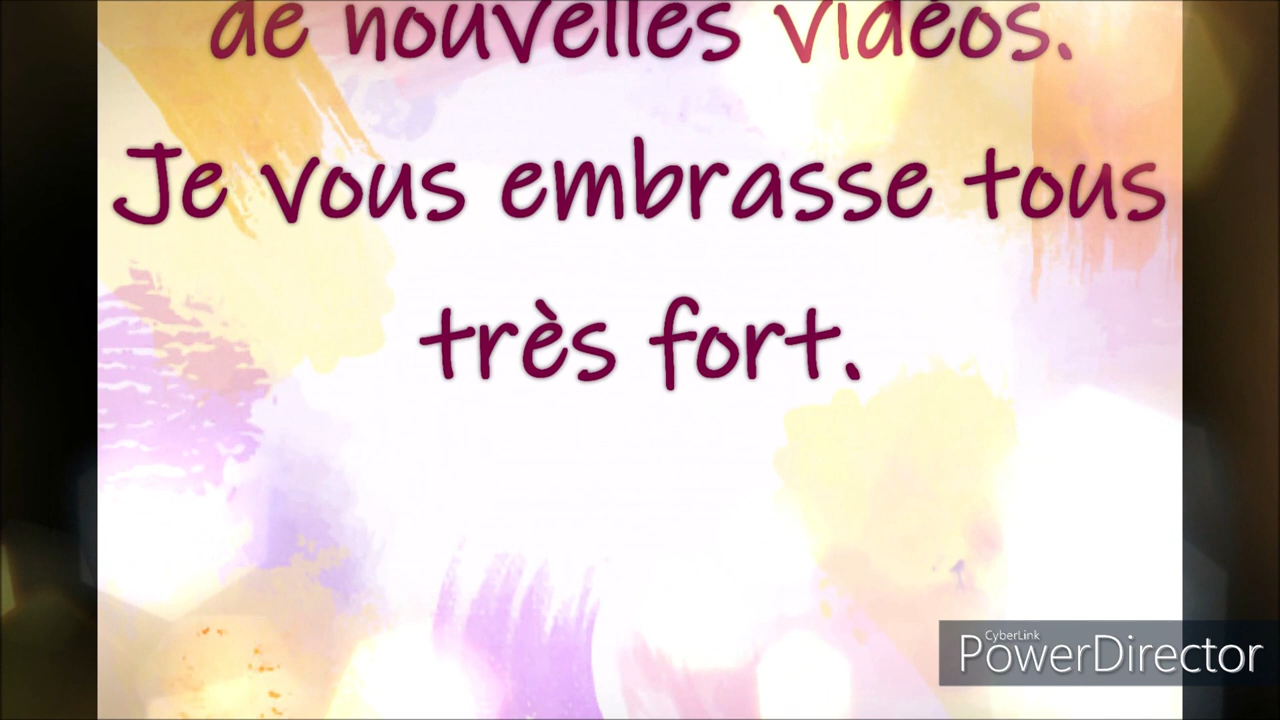 de nouvelles vidéos.
Je vous embrasse tous
très fort.
CyberLink
PowerDirector